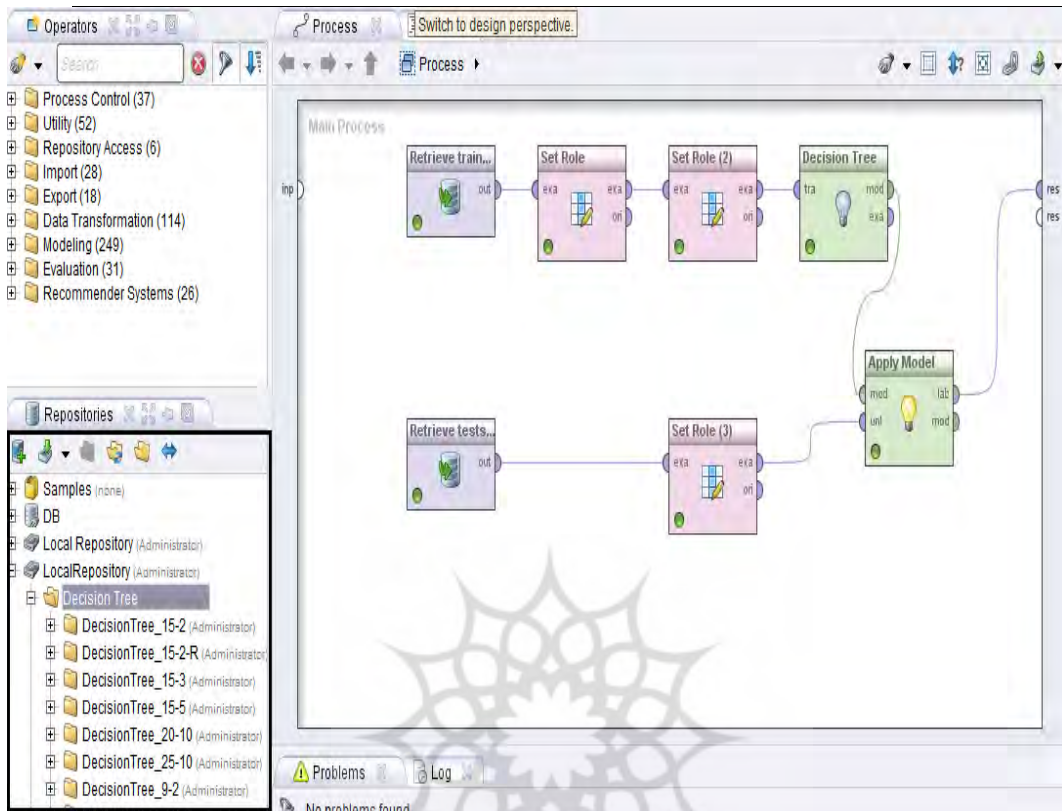 Operators
Search
Process Control (37)
Utility (52)
Repository Access (6)
Import (28)
Export (18)
Data Transformation (114)
Modeling (249)
Evaluation (31)
Recommender Systems (26)
Repositories
Samples (none)
DB
Local Repository (Administrator)
LocalRepository (Administrator)
Decision Tree
DecisionTree_15-2 (Administrator)
DecisionTree_15-2-R (Administrator
DecisionTree_15-3 (Administrator)
DecisionTree_15-5 (Administrator)
DecisionTree_20-10 (Administrator)
DecisionTree_25-10 (Administrator)
DecisionTree_9-2 (Administrator)
Process
Switch to design perspective.
Process
Main Process
inp
Retrieve train...
out
Set Role
exa exa
ori
Set Role (2)
exa exa
ori
Decision Tree
tra mod
exa
res
res
Apply Model
mod lab
unl mod
Retrieve tests...
out
Set Role (3)
exa exa
ori
Problems
Log
No problems found